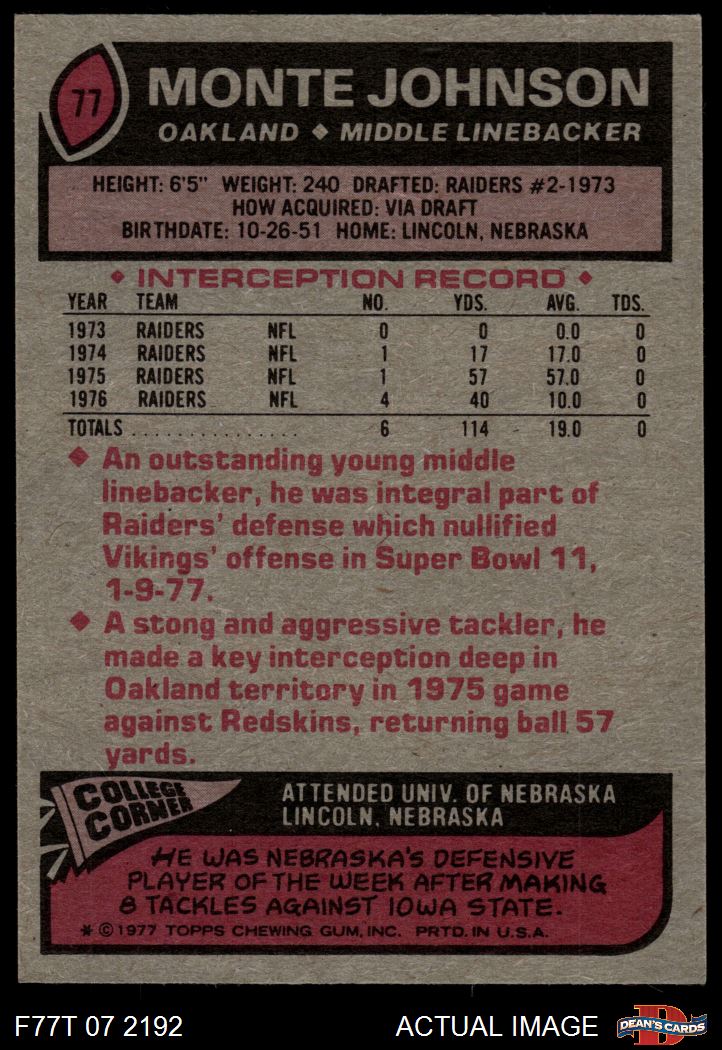 77
MONTE JOHNSON
OAKLAND ◆ MIDDLE LINEBACKER
HEIGHT: 6'5" WEIGHT: 240 DRAFTED: RAIDERS #2-1973
HOW ACQUIRED: VIA DRAFT
BIRTHDATE: 10-26-51 HOME: LINCOLN, NEBRASKA
◆ INTERCEPTION RECORD ◆
YEAR TEAM NO. YDS. AVG. TDS.
1973 RAIDERS NFL 0 0 0.0 0
1974 RAIDERS NFL 1 17 17.0 0
1975 RAIDERS NFL 1 57 57.0 0
1976 RAIDERS NFL 4 40 10.0 0
TOTALS ................ 6 114 19.0 0
◆ An outstanding young middle
linebacker, he was integral part of
Raiders' defense which nullified
Vikings' offense in Super Bowl 11,
1-9-77.
◆ A stong and aggressive tackler, he
made a key interception deep in
Oakland territory in 1975 game
against Redskins, returning ball 57
yards.
COLLEGE
CORNER
ATTENDED UNIV. OF NEBRASKA
LINCOLN, NEBRASKA
HE WAS NEBRASKA'S DEFENSIVE
PLAYER OF THE WEEK AFTER MAKING
8 TACKLES AGAINST IOWA STATE.
* © 1977 TOPPS CHEWING GUM, INC. PRTD. IN U.S.A.
F77T 07 2192 ACTUAL IMAGE
D
DEAN'S CARDS